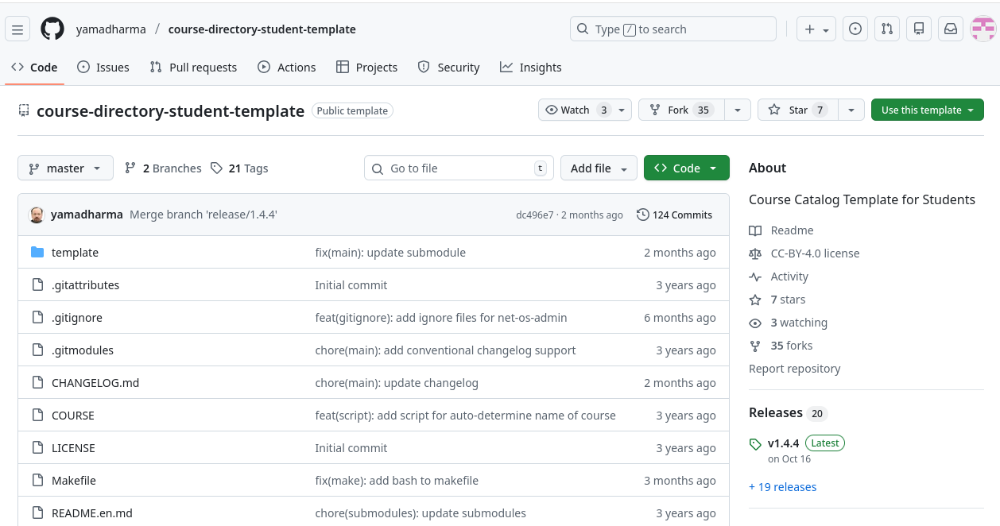 yamadharma / course-directory-student-template
Type / to search
Code Issues Pull requests Actions Projects Security Insights
course-directory-student-template Public template
Watch 3 Fork 35 Star 7 Use this template
master 2 Branches 21 Tags
Go to file t
Add file
Code
yamadharma Merge branch 'release/1.4.4' dc496e7 · 2 months ago 124 Commits
template fix(main): update submodule 2 months ago
.gitattributes Initial commit 3 years ago
.gitignore feat(gitignore): add ignore files for net-os-admin 6 months ago
.gitmodules chore(main): add conventional changelog support 3 years ago
CHANGELOG.md chore(main): update changelog 2 months ago
COURSE feat(script): add script for auto-determine name of course 3 years ago
LICENSE Initial commit 3 years ago
Makefile fix(make): add bash to makefile 3 months ago
README.en.md chore(submodules): update submodules 3 years ago
About
Course Catalog Template for Students
Readme
CC-BY-4.0 license
Activity
7 stars
3 watching
35 forks
Report repository
Releases 20
v1.4.4 Latest
on Oct 16
+ 19 releases